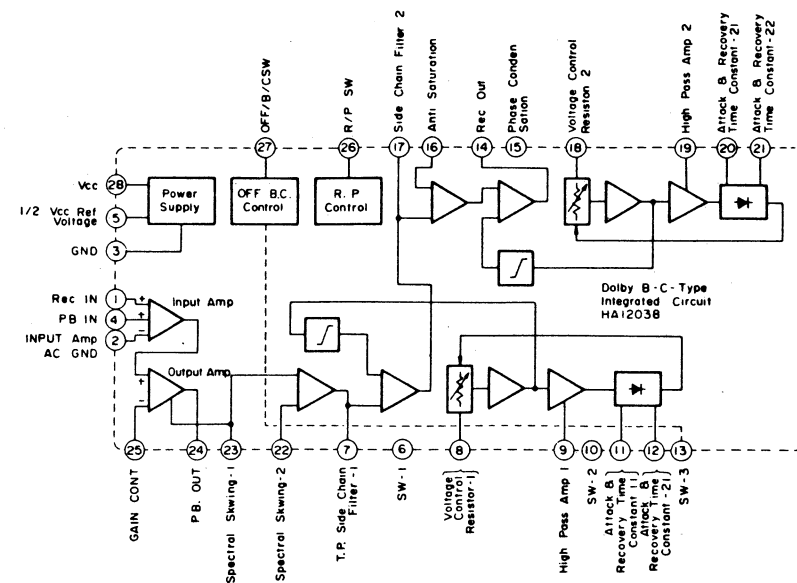 Side Chain Filter 2
OFF/B/CSW
R/P SW
Anti Saturation
Rec Out
Phase Conden
Sation
Voltage Control
Resiston 2
High Pass Amp 2
Attack & Recovery
Time Constant-21
Attack & Recovery
Time Constant-22
27
26
17
16
14
15
18
19
20
21
Vcc
28
1/2 Vcc Ref
Voltage
5
GND
3
Power
Supply
OFF B.C.
Control
R. P
Control
Dolby B-C-Type
Integrated Circuit
HA12038
Rec IN
1
+
Input Amp
PB IN
4
+
INPUT Amp
AC GND
2
-
Output Amp
+
-
25
24
23
22
7
6
8
9
10
11
12
13
GAIN CONT
P.B. OUT
Spectral Skwing-1
Spectral Skwing-2
T.P. Side Chain
Filter-1
SW-1
Voltage
Control
Resistor-1
High Pass Amp 1
SW-2
Attack &
Recovery Time
Constant 11
Attack &
Recovery Time
Constant-21
SW-3